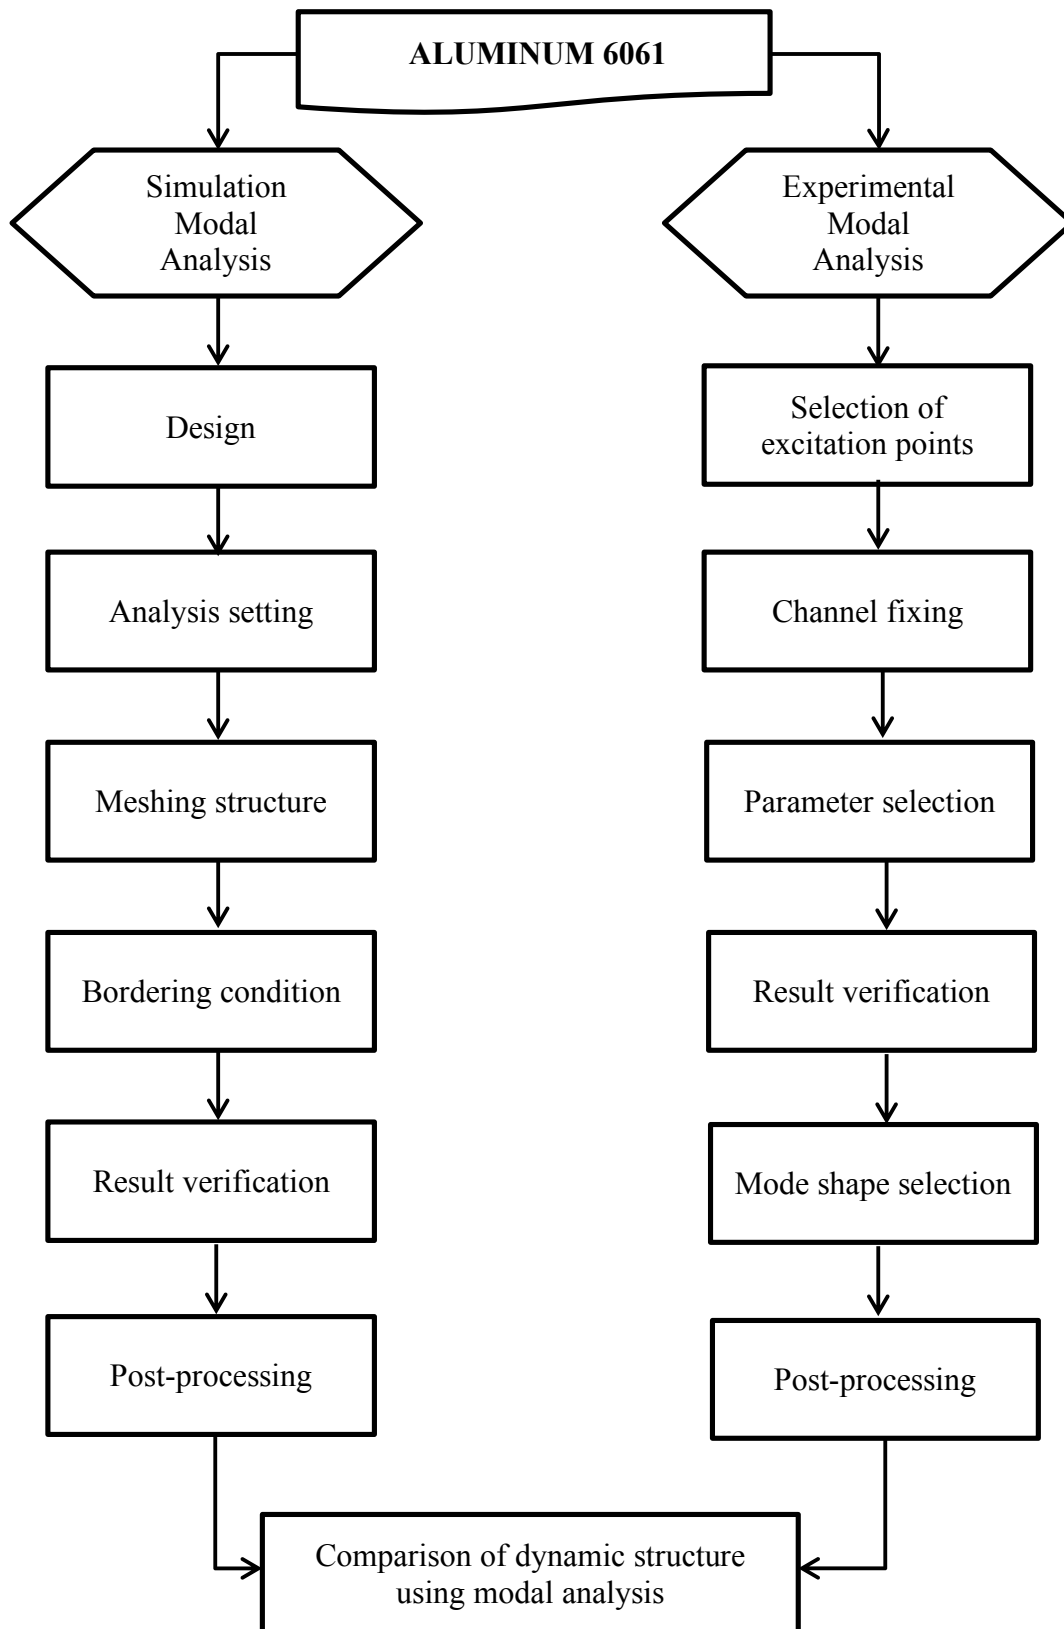 ALUMINUM 6061
Simulation
Modal
Analysis
Design
Analysis setting
Meshing structure
Bordering condition
Result verification
Post-processing
Experimental
Modal
Analysis
Selection of
excitation points
Channel fixing
Parameter selection
Result verification
Mode shape selection
Post-processing
Comparison of dynamic structure
using modal analysis